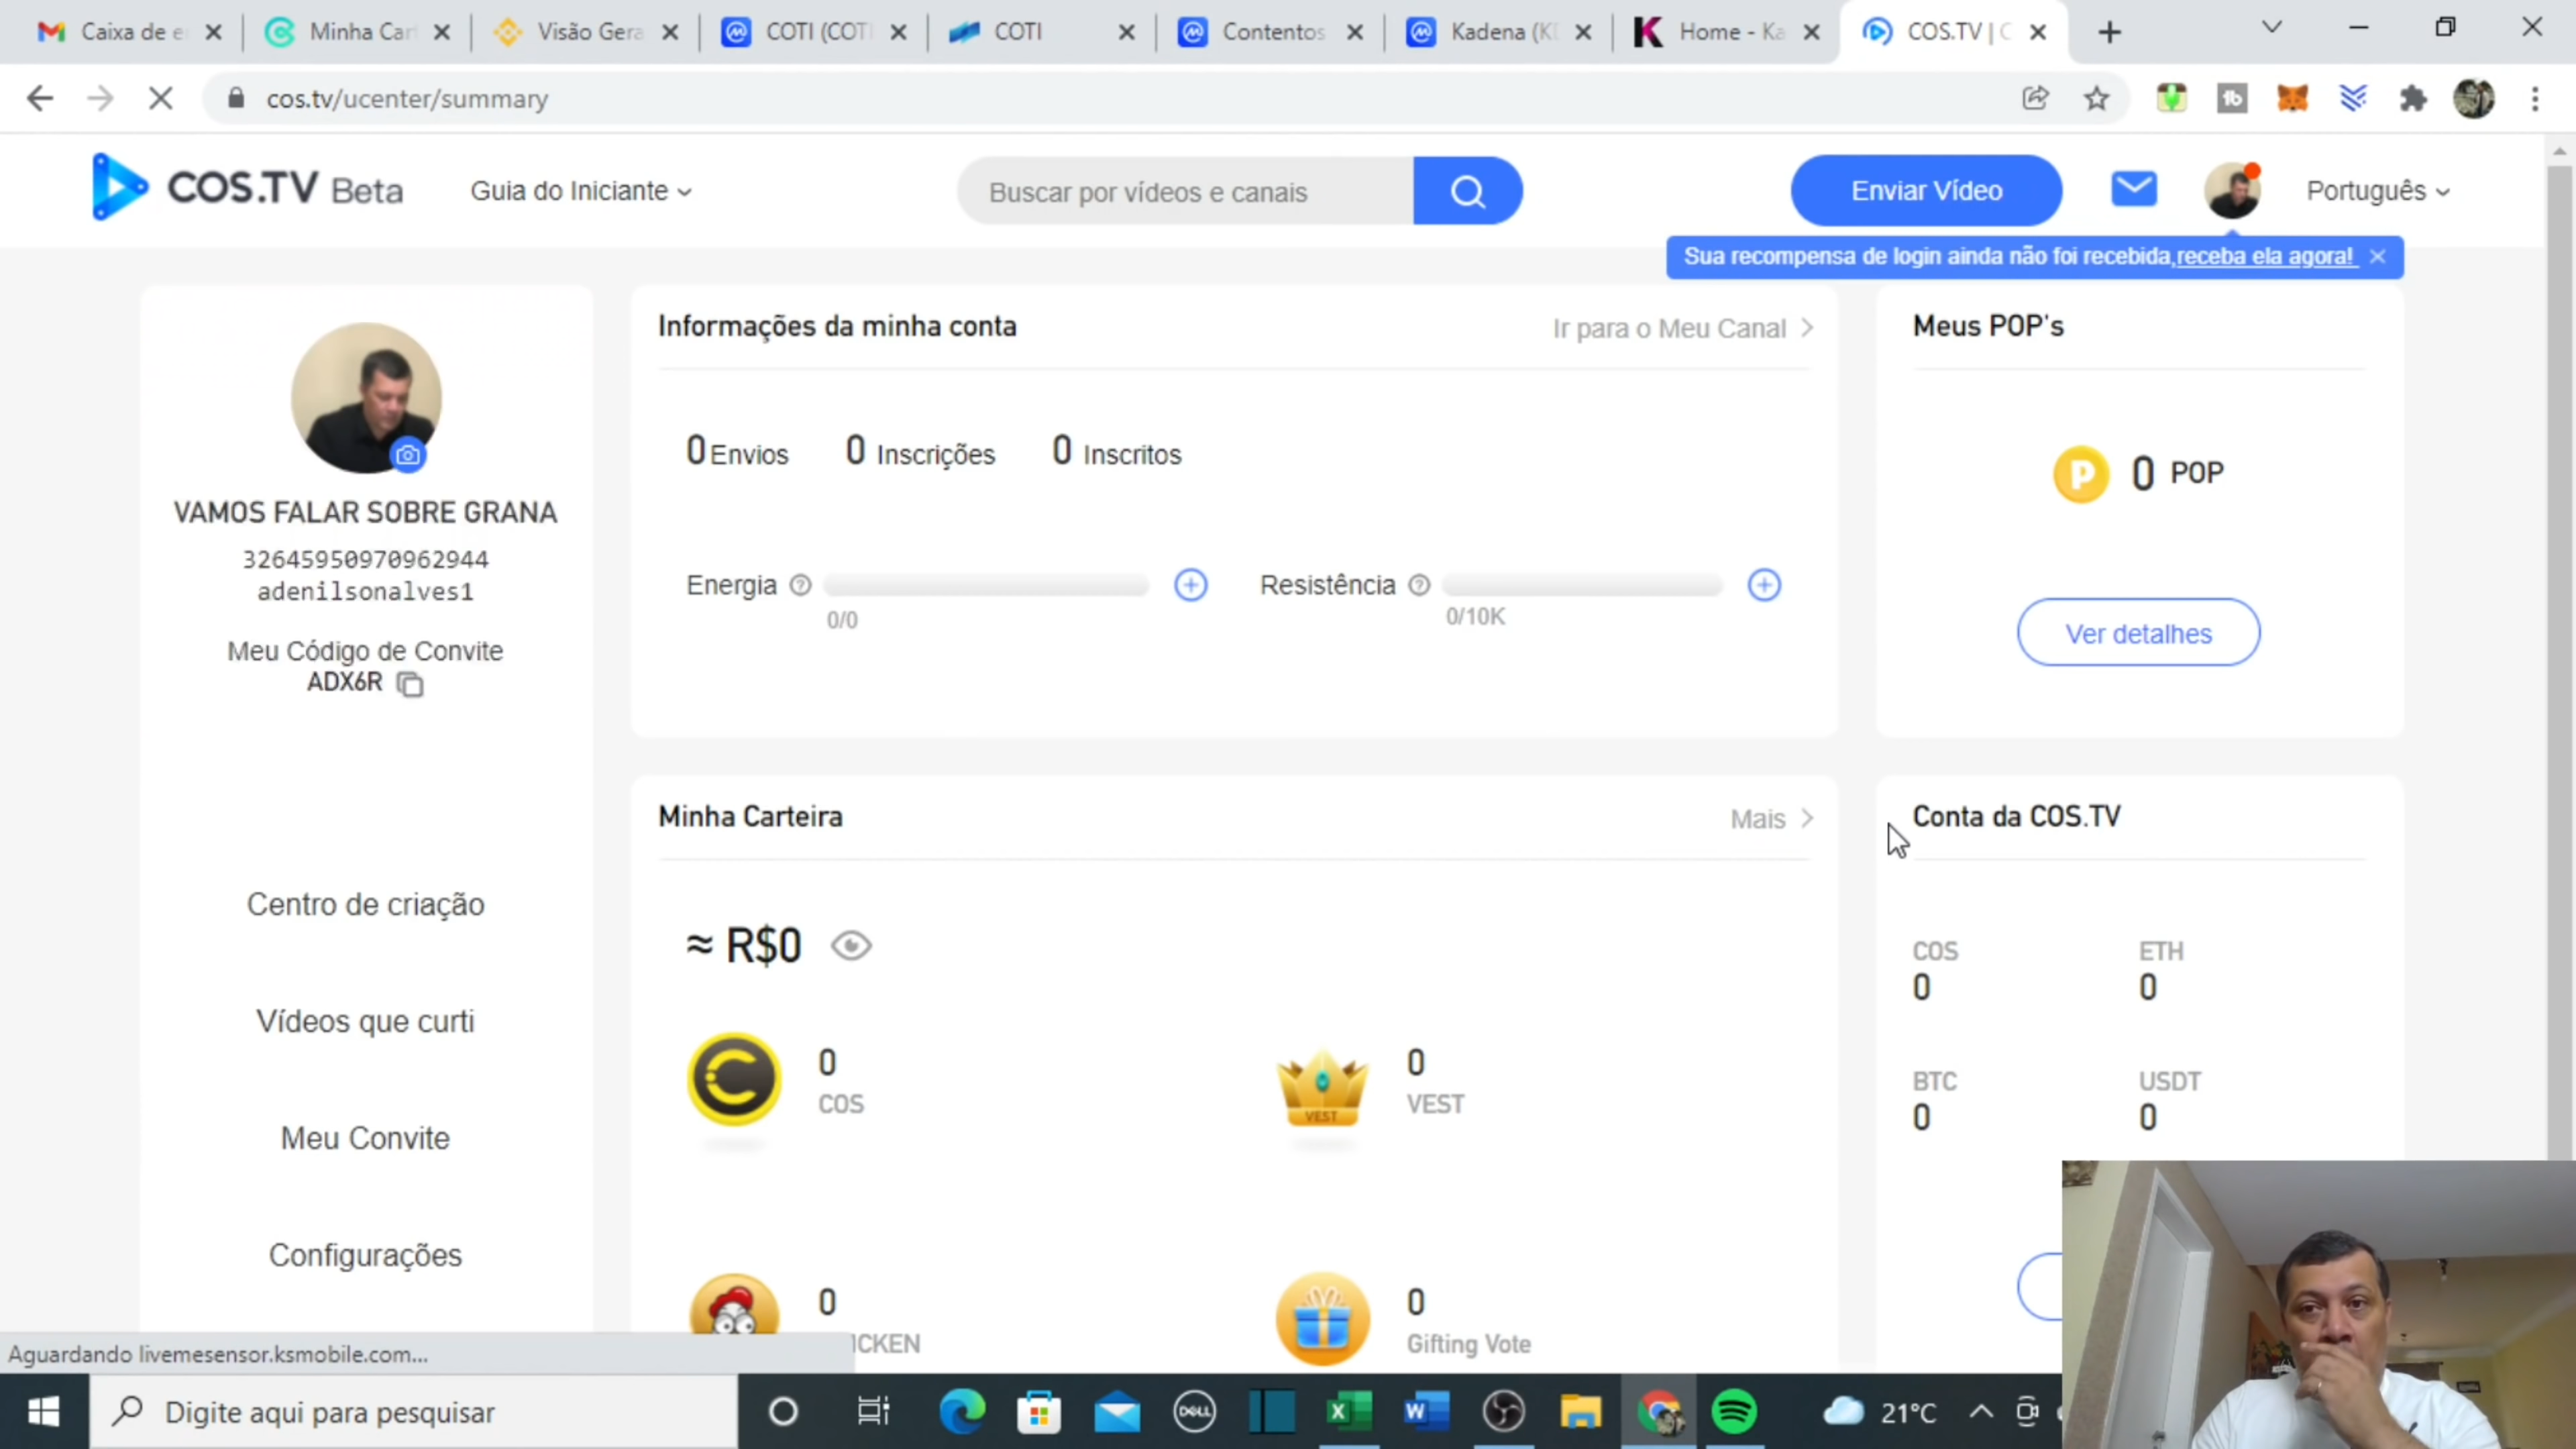 Caixa de e
Minha Car
Visão Gera
COTI (COTI
COTI
Contentos
Kadena (KD
Home - Ka
COS.TV | C
cos.tv/ucenter/summary
COS.TV Beta
Guia do Iniciante
Buscar por vídeos e canais
Enviar Vídeo
Português
Sua recompensa de login ainda não foi recebida,receba ela agora!
VAMOS FALAR SOBRE GRANA
32645950970962944
adenilsonalves1
Meu Código de Convite
ADX6R
Centro de criação
Vídeos que curti
Meu Convite
Configurações
Informações da minha conta
Ir para o Meu Canal
0 Envios 0 Inscrições 0 Inscritos
Energia
0/0
Resistência
0/10K
Meus POP's
P 0 POP
Ver detalhes
Minha Carteira
Mais
≈ R$0
0
COS
VEST
0
VEST
0
ICKEN
0
Gifting Vote
Conta da COS.TV
COS
0
ETH
0
BTC
0
USDT
0
Aguardando livemesensor.ksmobile.com...
Digite aqui para pesquisar
DELL
21°C